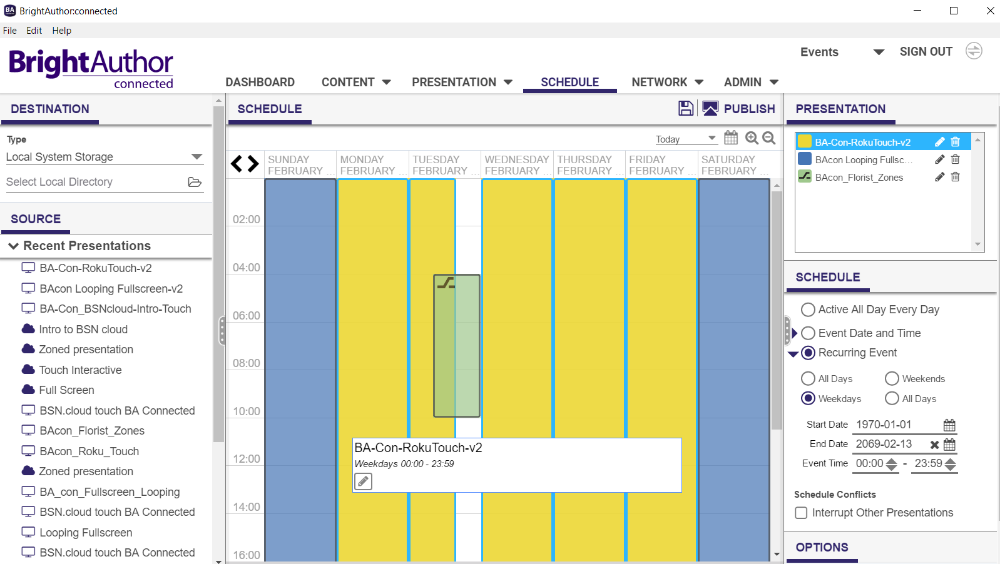 BrightAuthor:connected
File Edit Help
BrightAuthor
connected
Events SIGN OUT
DASHBOARD CONTENT PRESENTATION SCHEDULE NETWORK ADMIN
DESTINATION
Type
Local System Storage
Select Local Directory
SOURCE
Recent Presentations
BA-Con-RokuTouch-v2
BAcon Looping Fullscreen-v2
BA-Con_BSNcloud-Intro-Touch
Intro to BSN cloud
Zoned presentation
Touch Interactive
Full Screen
BSN.cloud touch BA Connected
BAcon_Florist_Zones
BAcon_Roku_Touch
Zoned presentation
BA_con_Fullscreen_Looping
BSN.cloud touch BA Connected
Looping Fullscreen
BSN.cloud touch BA Connected
SCHEDULE PUBLISH
Today
SUNDAY MONDAY TUESDAY WEDNESDAY THURSDAY FRIDAY SATURDAY
FEBRUARY ... FEBRUARY ... FEBRUARY ... FEBRUARY ... FEBRUARY ... FEBRUARY ... FEBRUARY ...
02:00
04:00
06:00
08:00
10:00
BA-Con-RokuTouch-v2
Weekdays 00:00 - 23:59
12:00
14:00
16:00
PRESENTATION
BA-Con-RokuTouch-v2
BAcon Looping Fullsc...
BAcon_Florist_Zones
SCHEDULE
Active All Day Every Day
Event Date and Time
Recurring Event
All Days Weekends
Weekdays All Days
Start Date 1970-01-01
End Date 2069-02-13
Event Time 00:00 - 23:59
Schedule Conflicts
Interrupt Other Presentations
OPTIONS